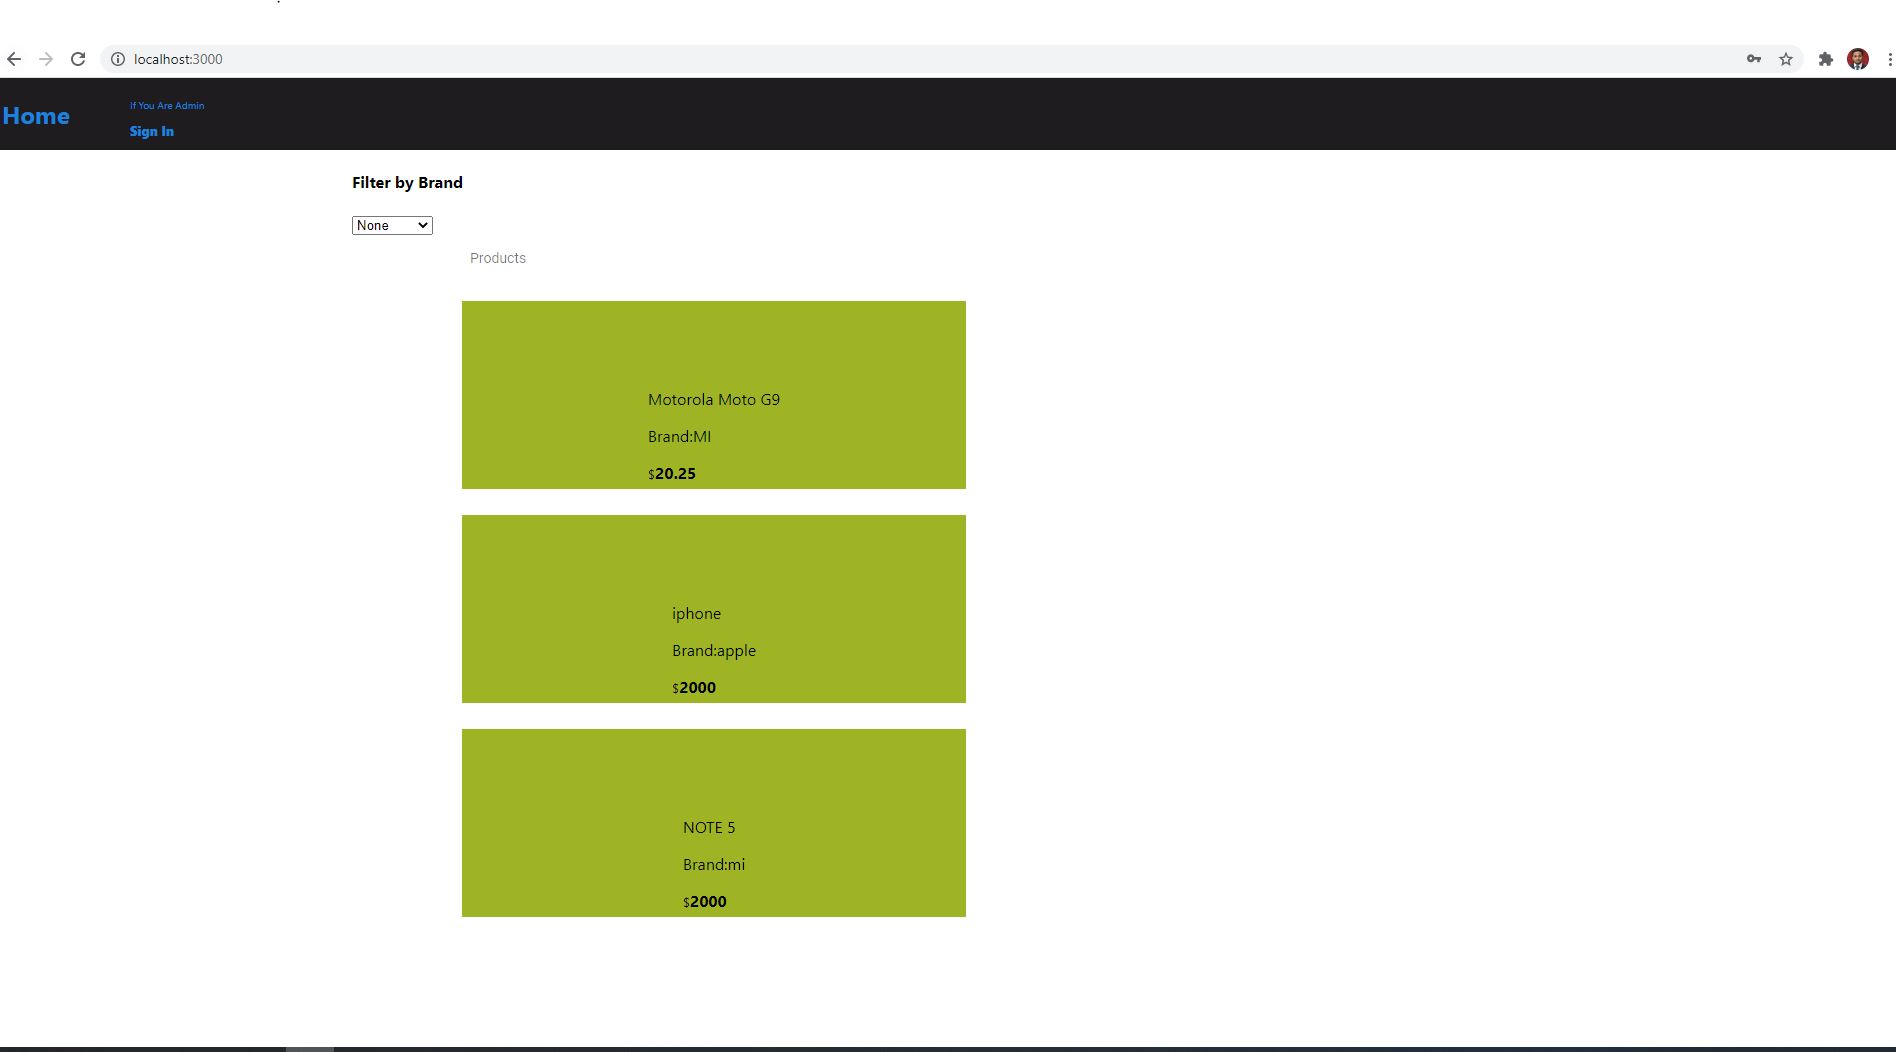 localhost:3000
Home
If You Are Admin
Sign In
Filter by Brand
None
Products
Motorola Moto G9
Brand:MI
$20.25
iphone
Brand:apple
$2000
NOTE 5
Brand:mi
$2000